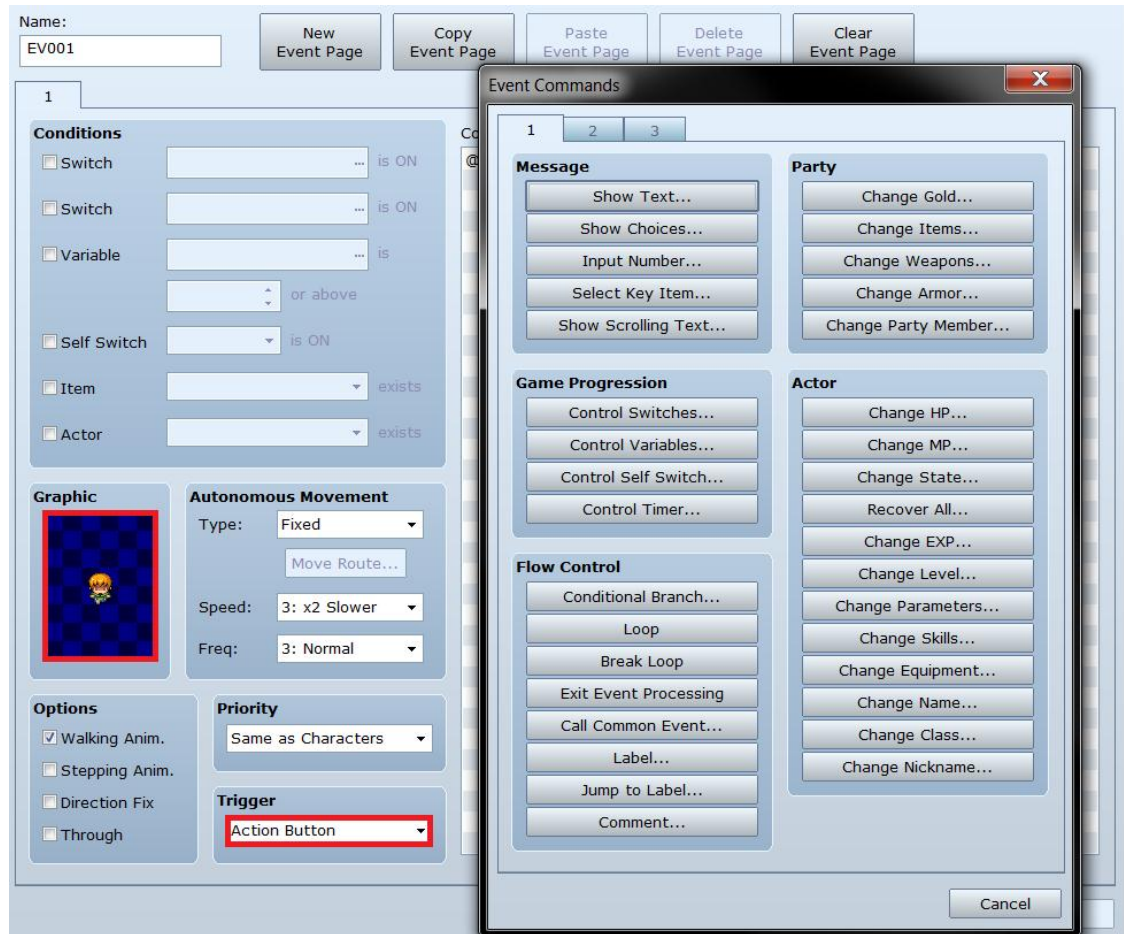 Name:
EV001
New
Event Page
Copy
Event Page
Paste
Event Page
Delete
Event Page
Clear
Event Page
1
Conditions
Switch ... is ON
Switch ... is ON
Variable ... is
or above
Self Switch is ON
Item exists
Actor exists
Graphic
Autonomous Movement
Type: Fixed
Move Route...
Speed: 3: x2 Slower
Freq: 3: Normal
Options
Walking Anim.
Stepping Anim.
Direction Fix
Through
Priority
Same as Characters
Trigger
Action Button
Co
@
Event Commands
X
1 2 3
Message
Show Text...
Show Choices...
Input Number...
Select Key Item...
Show Scrolling Text...
Game Progression
Control Switches...
Control Variables...
Control Self Switch...
Control Timer...
Flow Control
Conditional Branch...
Loop
Break Loop
Exit Event Processing
Call Common Event...
Label...
Jump to Label...
Comment...
Party
Change Gold...
Change Items...
Change Weapons...
Change Armor...
Change Party Member...
Actor
Change HP...
Change MP...
Change State...
Recover All...
Change EXP...
Change Level...
Change Parameters...
Change Skills...
Change Equipment...
Change Name...
Change Class...
Change Nickname...
Cancel